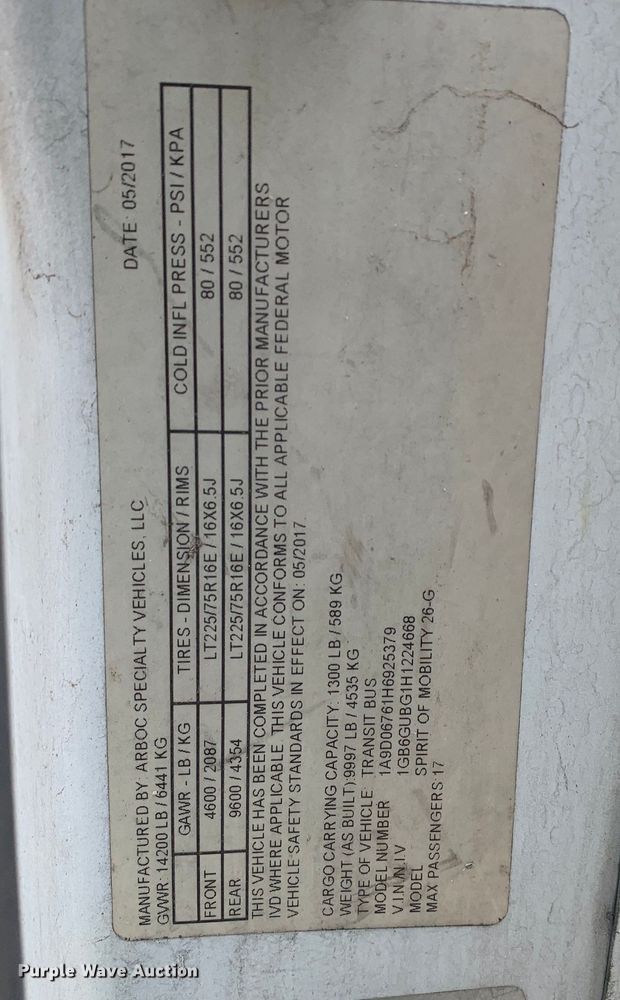 MANUFACTURED BY: ARBOC SPECIALTY VEHICLES, LLC DATE: 05/2017
GVWR: 14200 LB / 6441 KG
GAWR - LB / KG TIRES - DIMENSION / RIMS COLD INFL PRESS - PSI / KPA
FRONT 4600 / 2087 LT225/75R16E / 16X6.5J 80 / 552
REAR 9600 / 4354 LT225/75R16E / 16X6.5J 80 / 552
THIS VEHICLE HAS BEEN COMPLETED IN ACCORDANCE WITH THE PRIOR MANUFACTURERS
IVD WHERE APPLICABLE. THIS VEHICLE CONFORMS TO ALL APPLICABLE FEDERAL MOTOR
VEHICLE SAFETY STANDARDS IN EFFECT ON: 05/2017
CARGO CARRYING CAPACITY: 1300 LB / 589 KG
WEIGHT (AS BUILT):9997 LB / 4535 KG
TYPE OF VEHICLE: TRANSIT BUS
MODEL NUMBER 1A9D06761H6925379
V.I.N./N.I.V 1GB6GUBG1H1224668
MODEL SPIRIT OF MOBILITY 26-G
MAX PASSENGERS 17
Purple Wave Auction